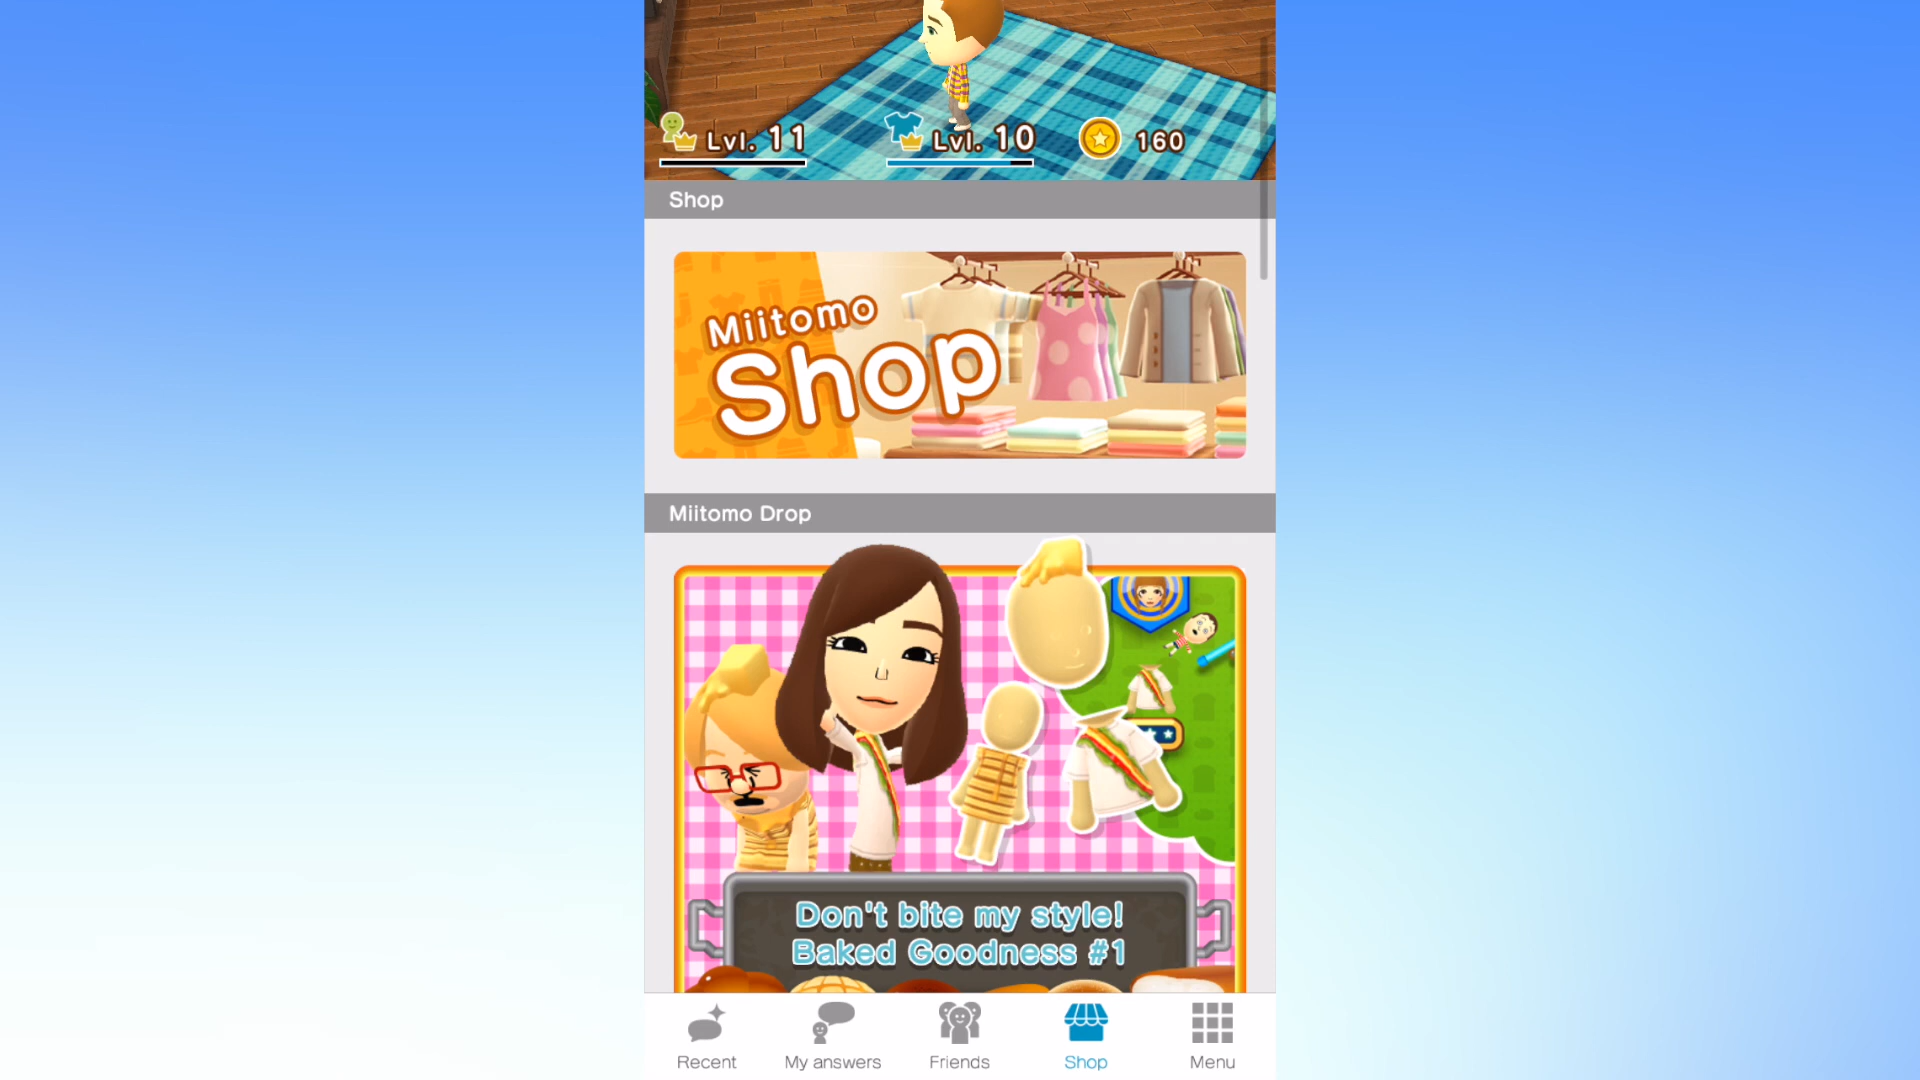 Lvl. 11
Lvl. 10
160
Shop
Miitomo
Shop
Miitomo Drop
Don't bite my style!
Baked Goodness #1
Recent
My answers
Friends
Shop
Menu